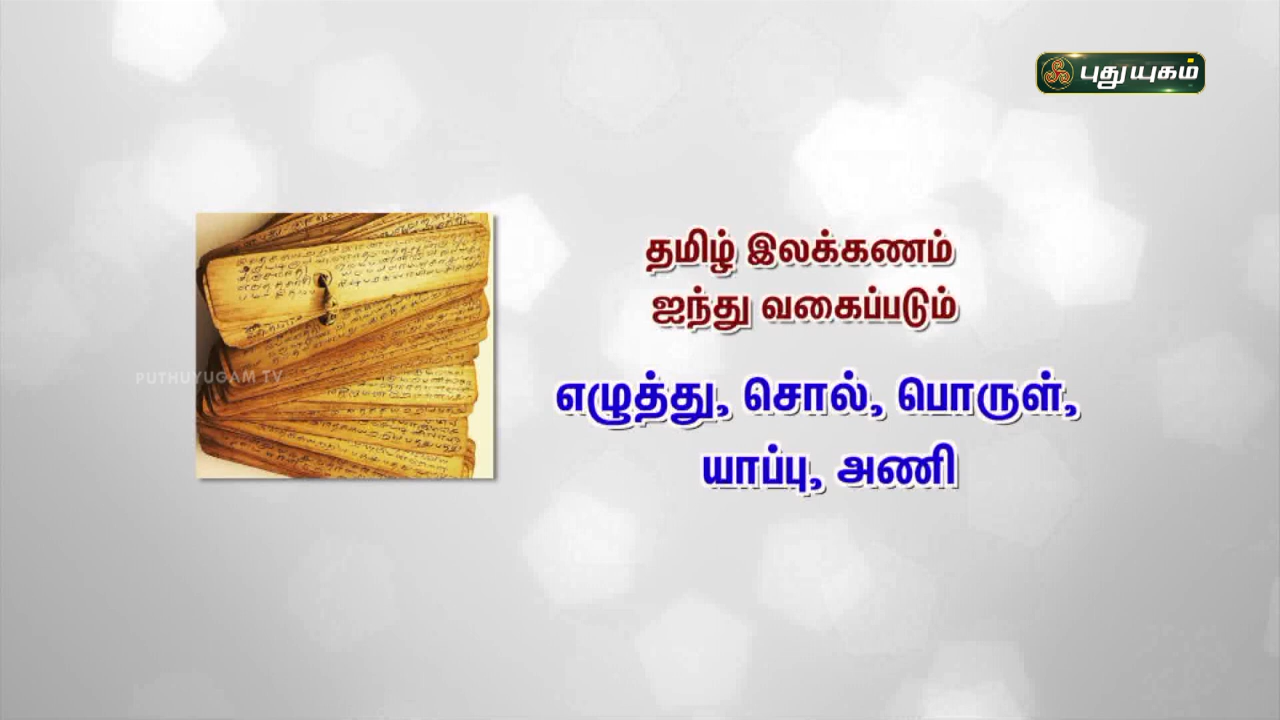 புதுயுகம்
தமிழ் இலக்கணம்
ஐந்து வகைப்படும்
எழுத்து, சொல், பொருள்,
யாப்பு, அணி
PUTHUYUGAM TV